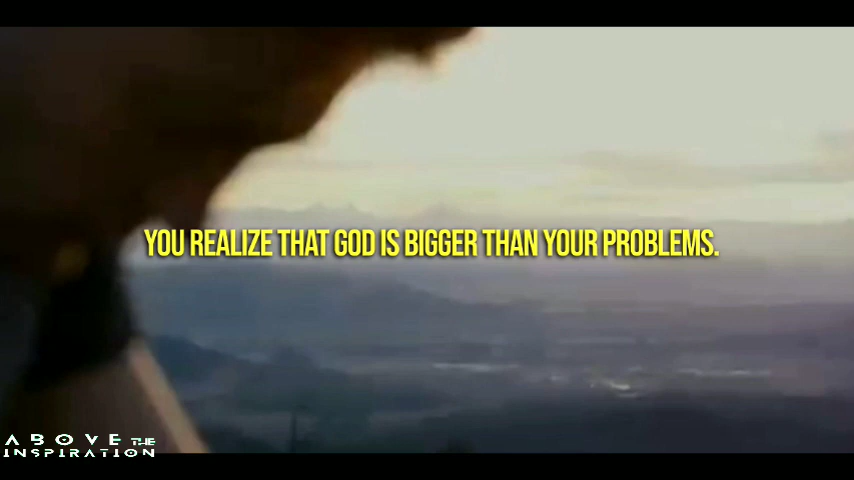 YOU REALIZE THAT GOD IS BIGGER THAN YOUR PROBLEMS.
ABOVE THE
INSPIRATION